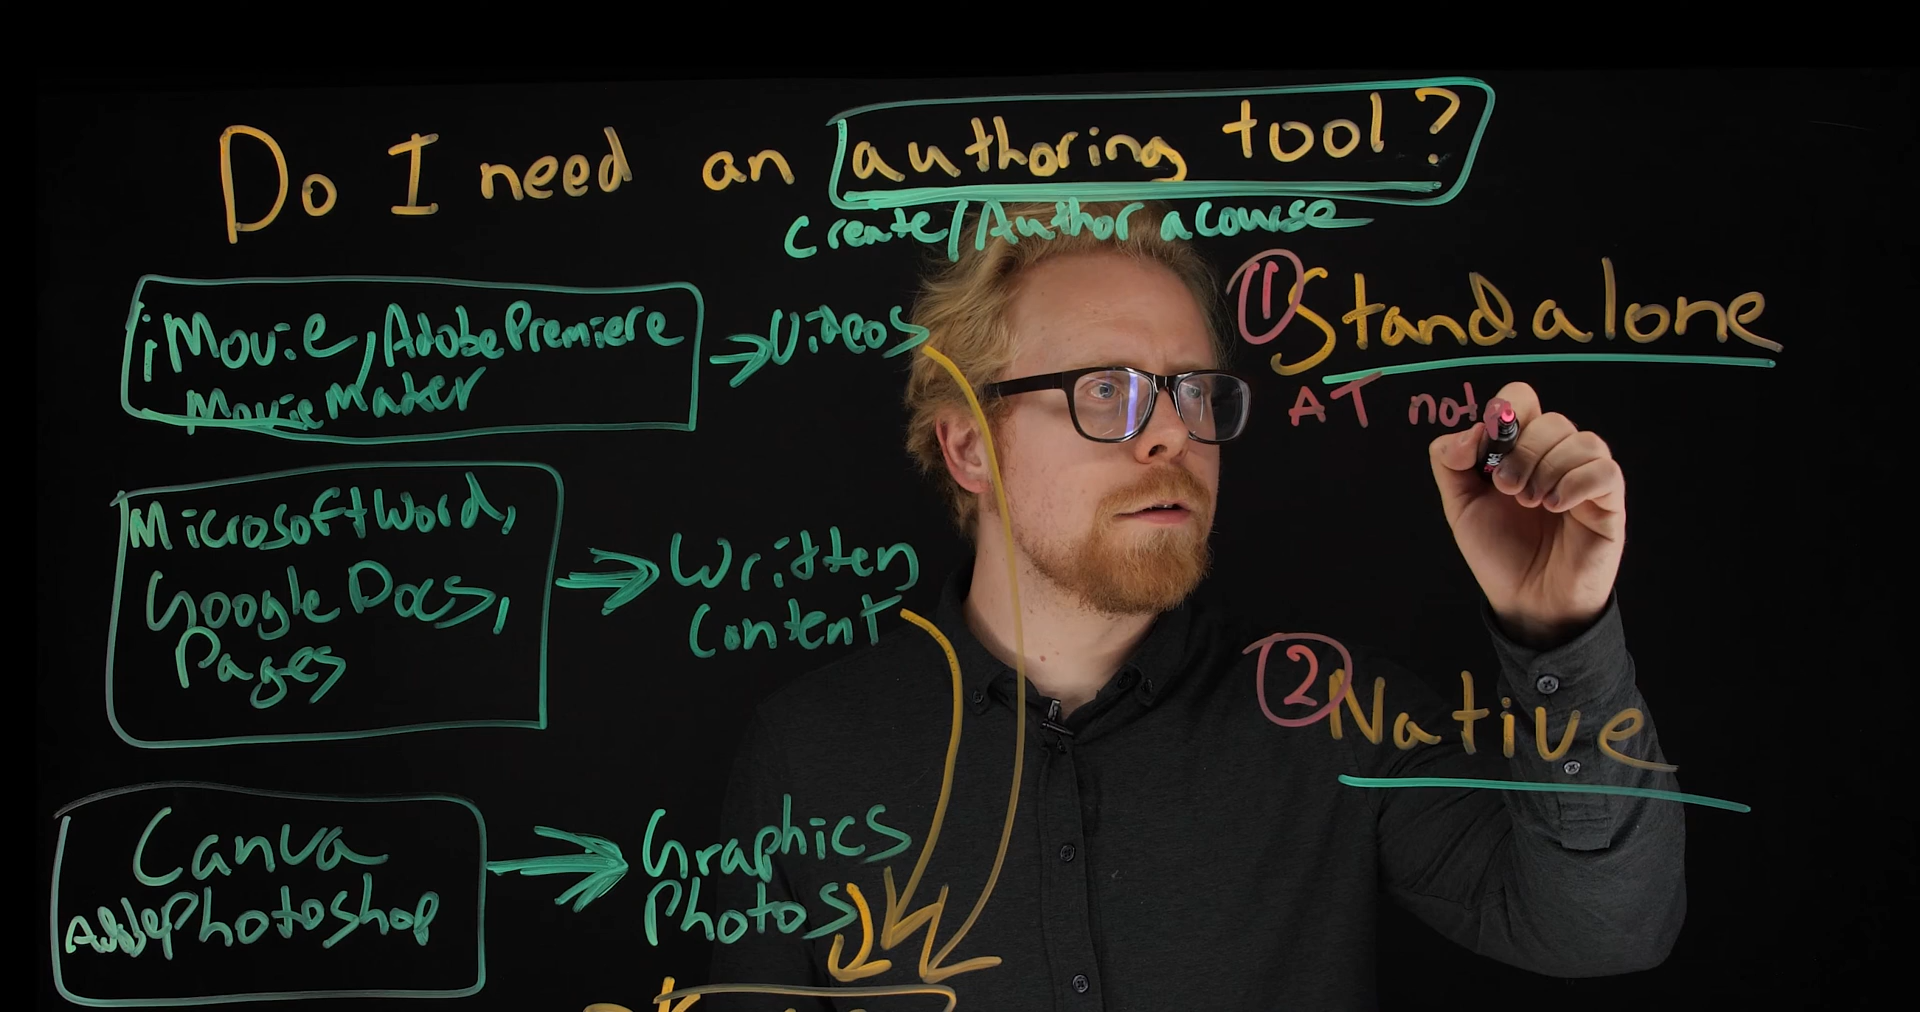 Do I need an authoring tool?
create/Author a course
iMovie, Adobe Premiere
Movie Maker
→ Videos
Microsoft Word,
Google Docs,
Pages
→ Written
Content
Canva
Adobe Photoshop
→ Graphics
Photos
① Standalone
AT not
② Native